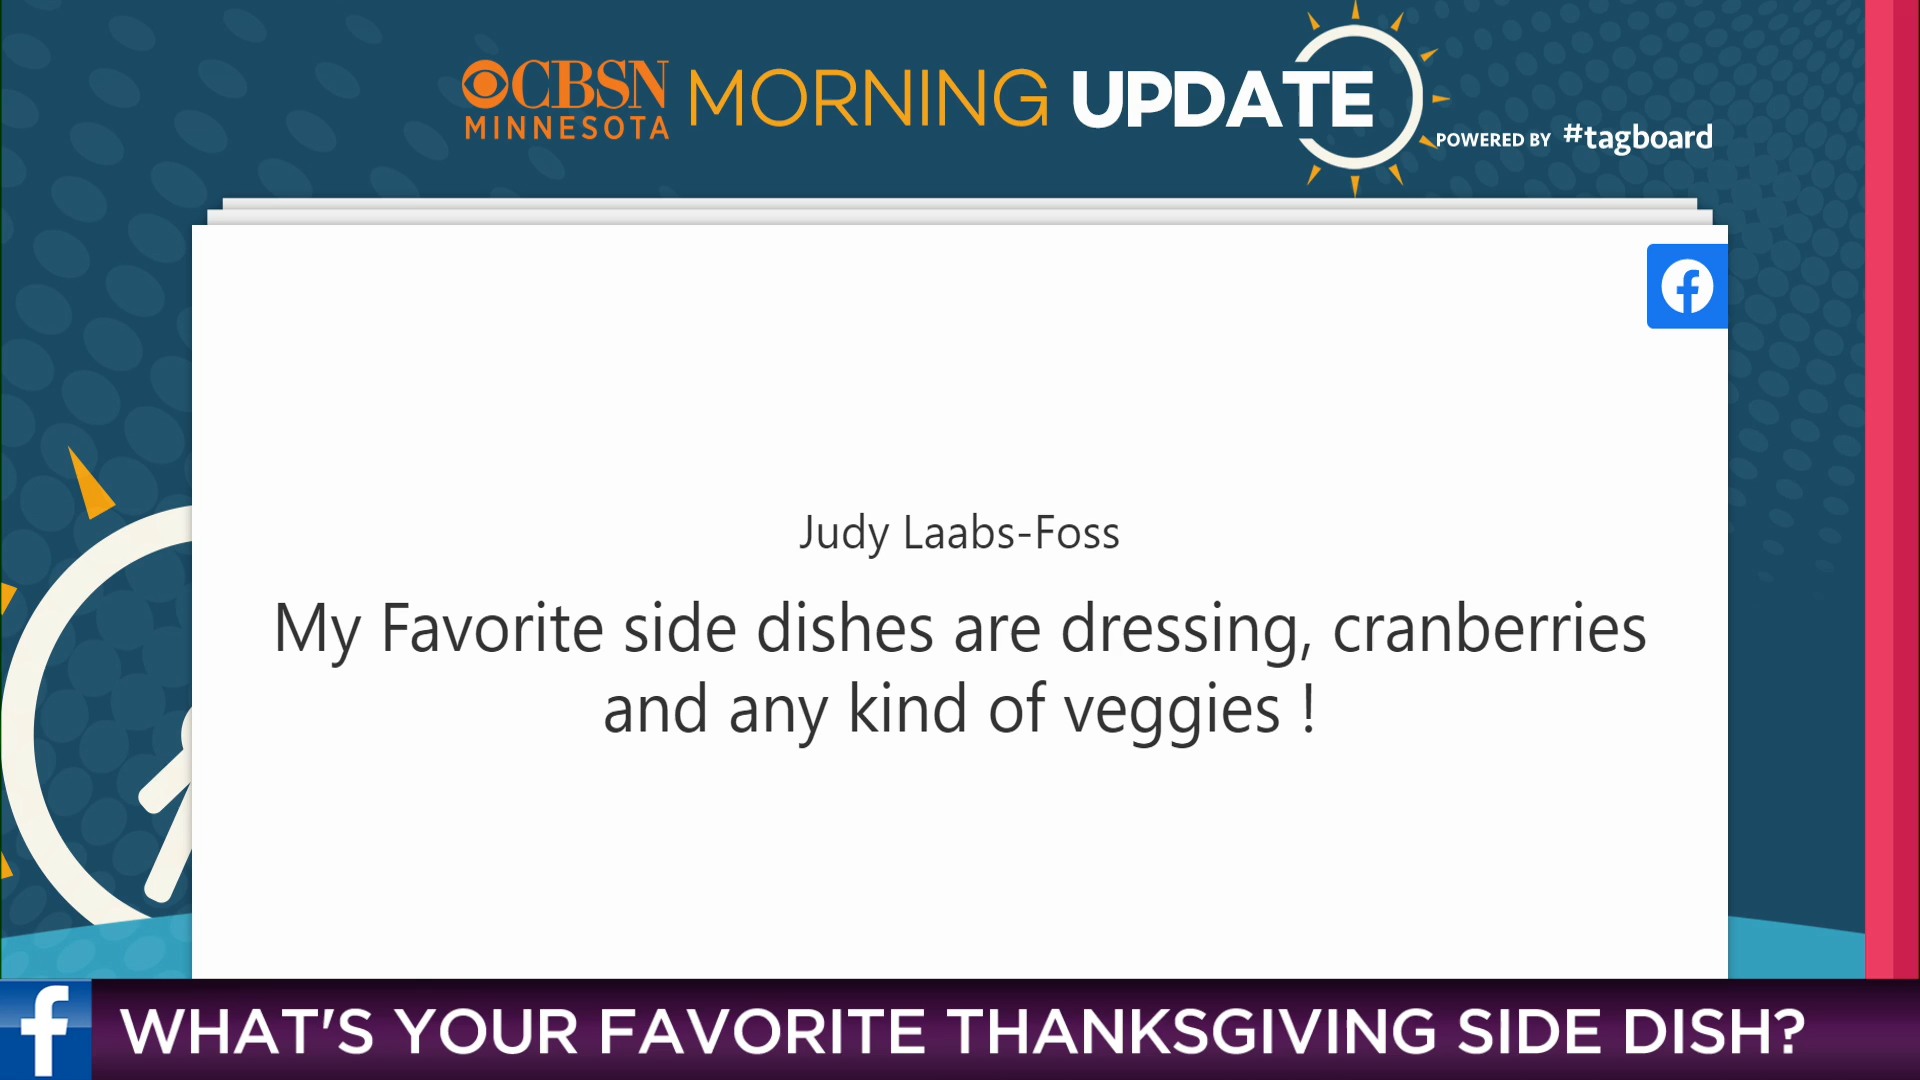 CBSN MORNING UPDATE
MINNESOTA
POWERED BY #tagboard
Judy Laabs-Foss
My Favorite side dishes are dressing, cranberries
and any kind of veggies !
WHAT'S YOUR FAVORITE THANKSGIVING SIDE DISH?